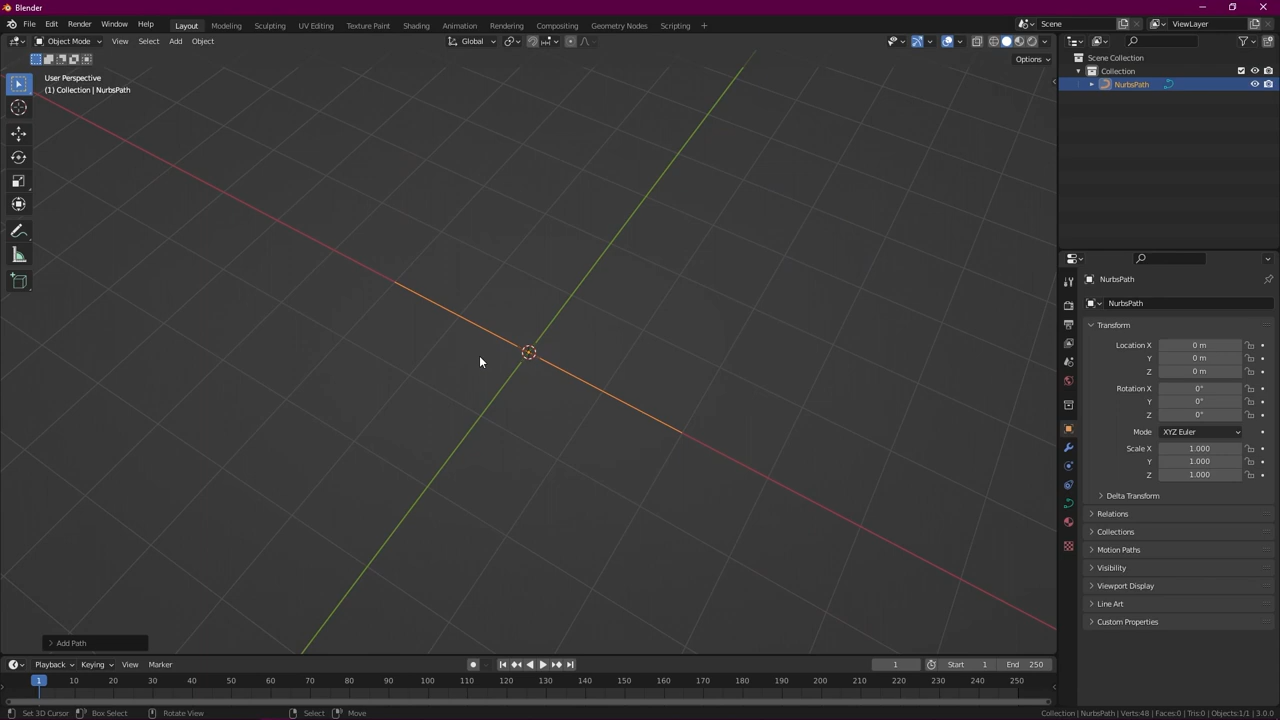 Blender
File Edit Render Window Help Layout Modeling Sculpting UV Editing Texture Paint Shading Animation Rendering Compositing Geometry Nodes Scripting + Scene ViewLayer
Object Mode View Select Add Object Global
Options
User Perspective
(1) Collection | NurbsPath
Scene Collection
Collection
NurbsPath
NurbsPath
NurbsPath
Transform
Location X 0 m
Y 0 m
Z 0 m
Rotation X 0°
Y 0°
Z 0°
Mode XYZ Euler
Scale X 1.000
Y 1.000
Z 1.000
Delta Transform
Relations
Collections
Motion Paths
Visibility
Viewport Display
Line Art
Custom Properties
Add Path
Playback Keying View Marker 1 Start 1 End 250
1 10 20 30 40 50 60 70 80 90 100 110 120 130 140 150 160 170 180 190 200 210 220 230 240 250
Set 3D Cursor Box Select Rotate View Select Move Collection | NurbsPath | Verts:48 | Faces:0 | Tris:0 | Objects:1/1 | 3.0.0